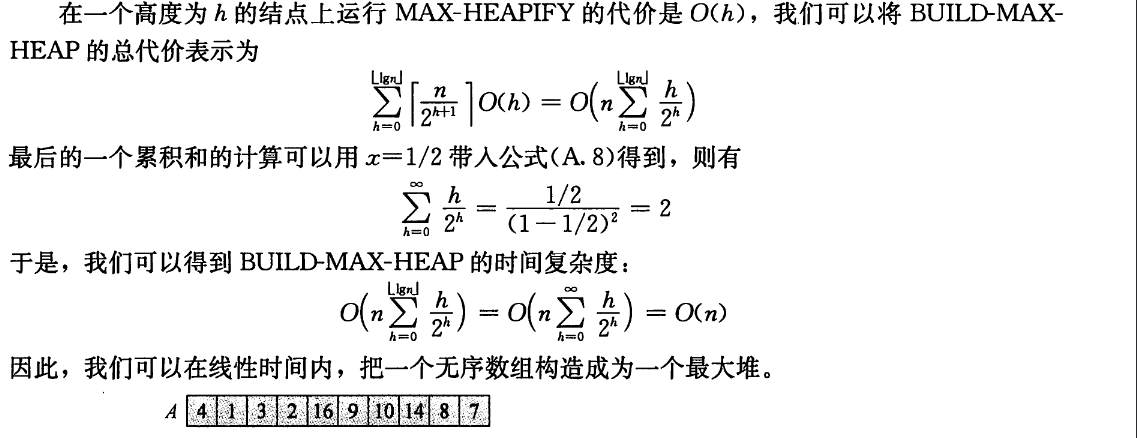 在一个高度为 h 的结点上运行 MAX-HEAPIFY 的代价是 O(h)，我们可以将 BUILD-MAX-
HEAP 的总代价表示为
$$\sum_{h=0}^{\lfloor \lg n \rfloor} \left\lceil \frac{n}{2^{h+1}} \right\rceil O(h) = O\left(n \sum_{h=0}^{\lfloor \lg n \rfloor} \frac{h}{2^h}\right)$$
最后的一个累积和的计算可以用 x=1/2 带入公式(A.8)得到，则有
$$\sum_{h=0}^{\infty} \frac{h}{2^h} = \frac{1/2}{(1-1/2)^2} = 2$$
于是，我们可以得到 BUILD-MAX-HEAP 的时间复杂度：
$$O\left(n \sum_{h=0}^{\lfloor \lg n \rfloor} \frac{h}{2^h}\right) = O\left(n \sum_{h=0}^{\infty} \frac{h}{2^h}\right) = O(n)$$
因此，我们可以在线性时间内，把一个无序数组构造成为一个最大堆。
A 4 1 3 2 16 9 10 14 8 7